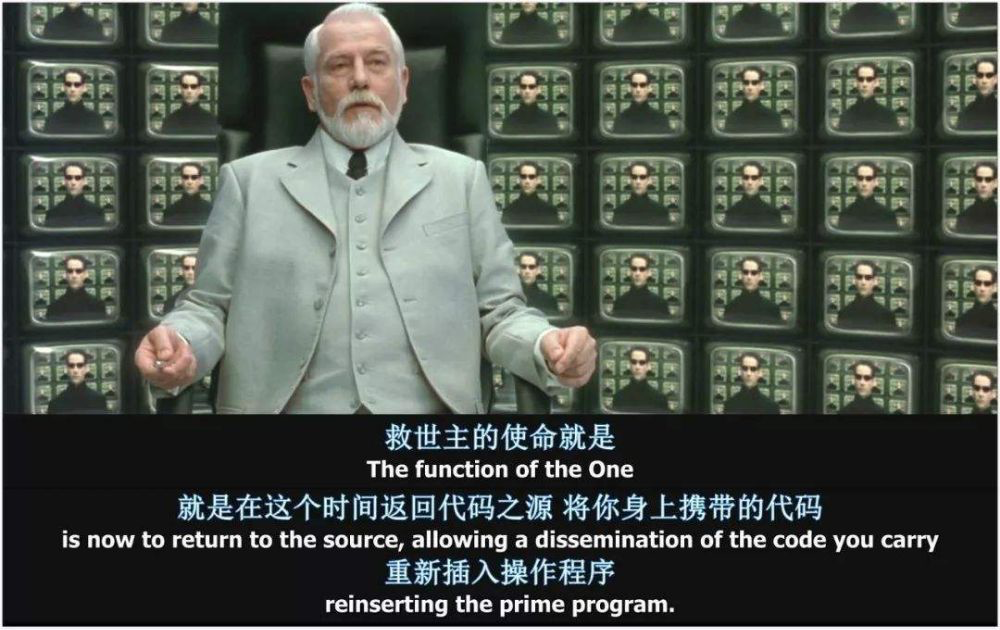 救世主的使命就是
The function of the One
就是在这个时间返回代码之源 将你身上携带的代码
is now to return to the source, allowing a dissemination of the code you carry
重新插入操作程序
reinserting the prime program.